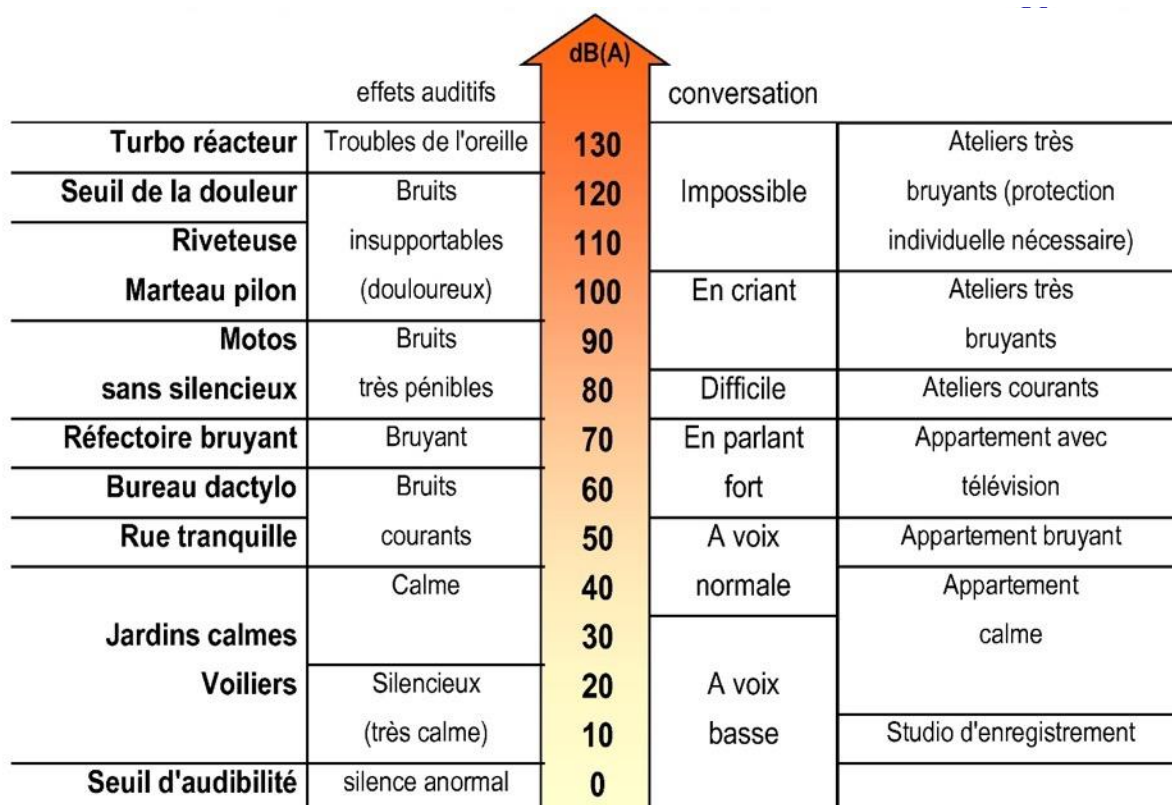 dB(A)
effets auditifs conversation
Turbo réacteur Troubles de l'oreille 130 Ateliers très
Seuil de la douleur Bruits 120 Impossible bruyants (protection
Riveteuse insupportables 110 individuelle nécessaire)
Marteau pilon (douloureux) 100 En criant Ateliers très
Motos Bruits 90 bruyants
sans silencieux très pénibles 80 Difficile Ateliers courants
Réfectoire bruyant Bruyant 70 En parlant Appartement avec
Bureau dactylo Bruits 60 fort télévision
Rue tranquille courants 50 A voix Appartement bruyant
Calme 40 normale Appartement
Jardins calmes 30 calme
Voiliers Silencieux 20 A voix
(très calme) 10 basse Studio d'enregistrement
Seuil d'audibilité silence anormal 0